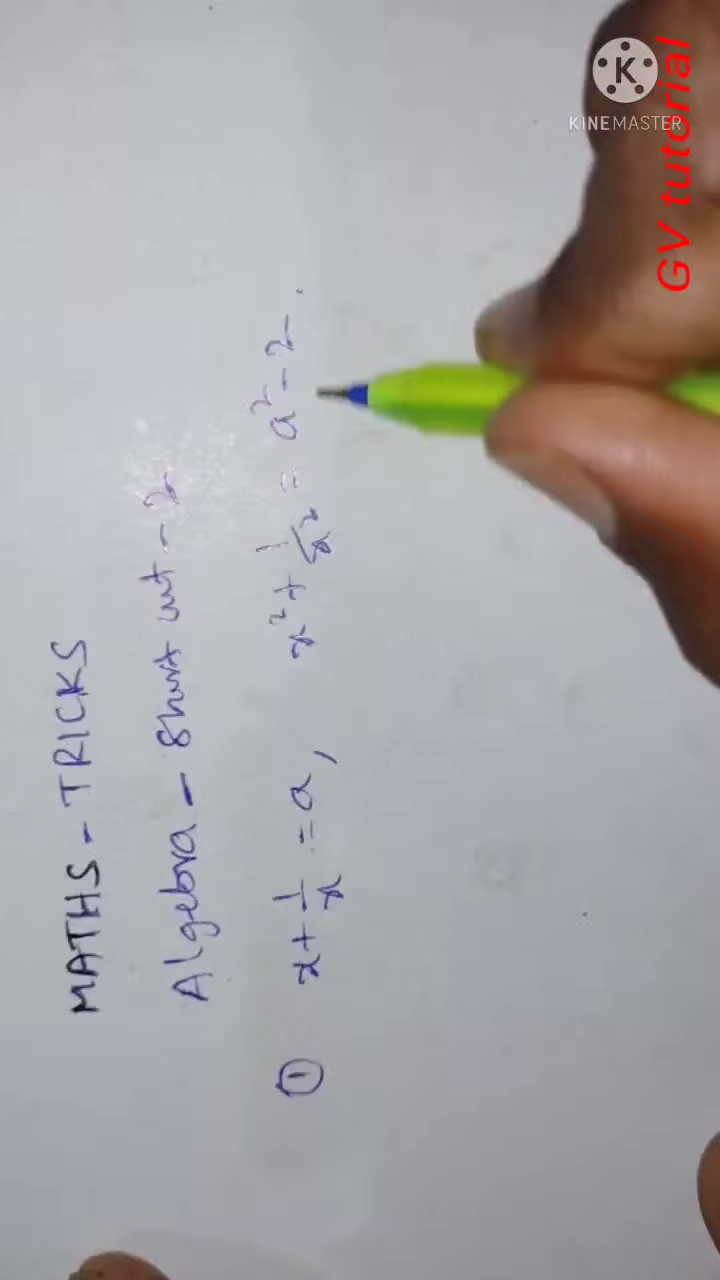 MATHS - TRICKS
Algebra - Short cut - 2
① x + 1/x = a, x² + 1/x² = a² - 2.
KINEMASTER
GV tutorial